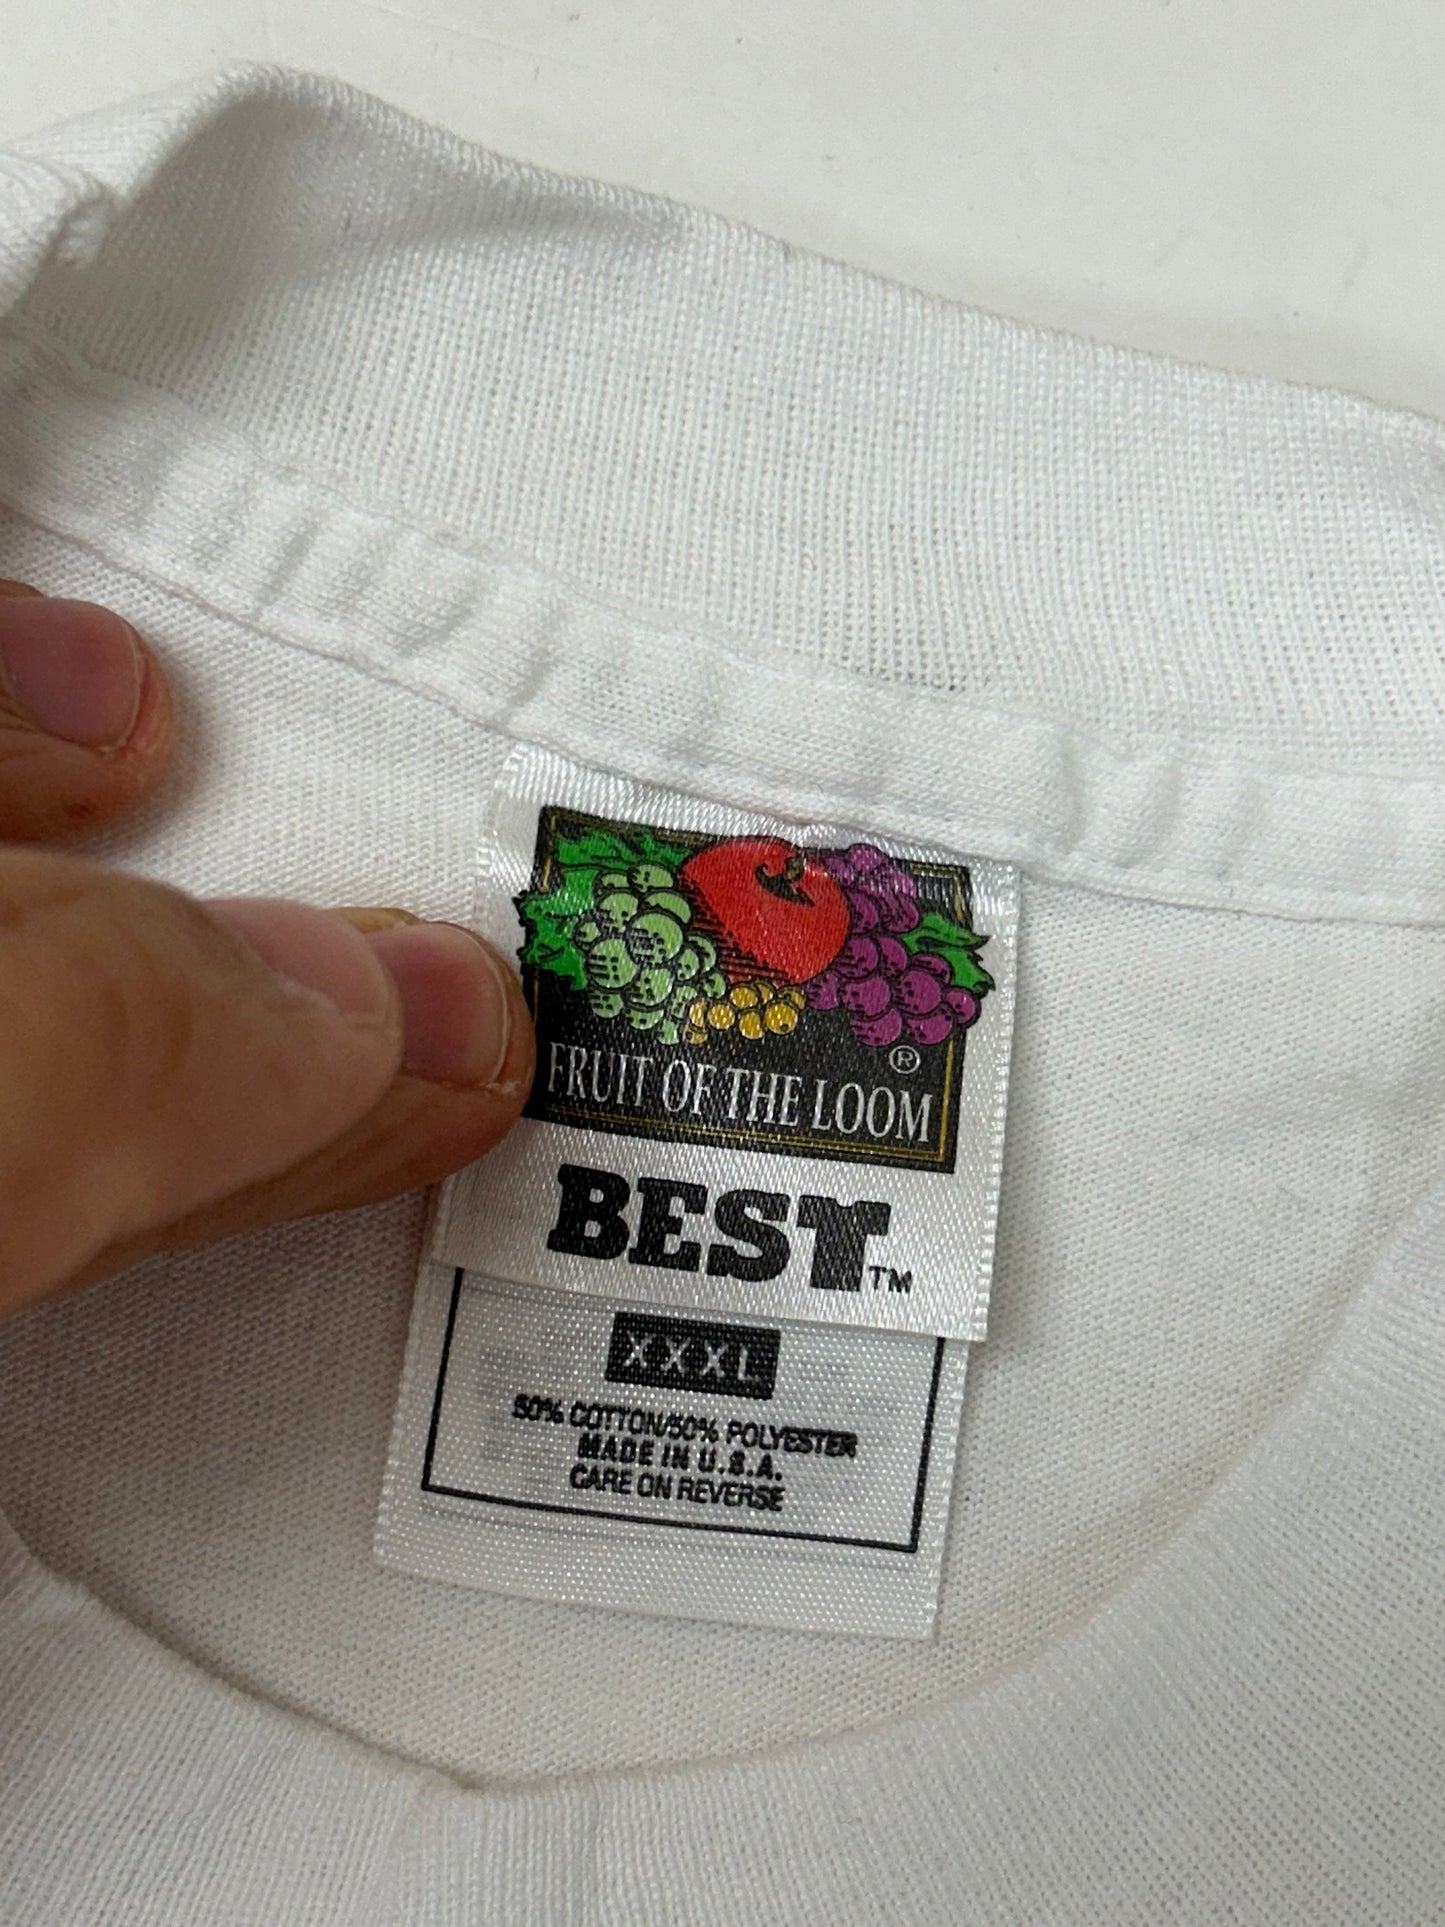 ®
FRUIT OF THE LOOM
BEST™
XXXL
50% COTTON/50% POLYESTER
MADE IN U.S.A.
CARE ON REVERSE